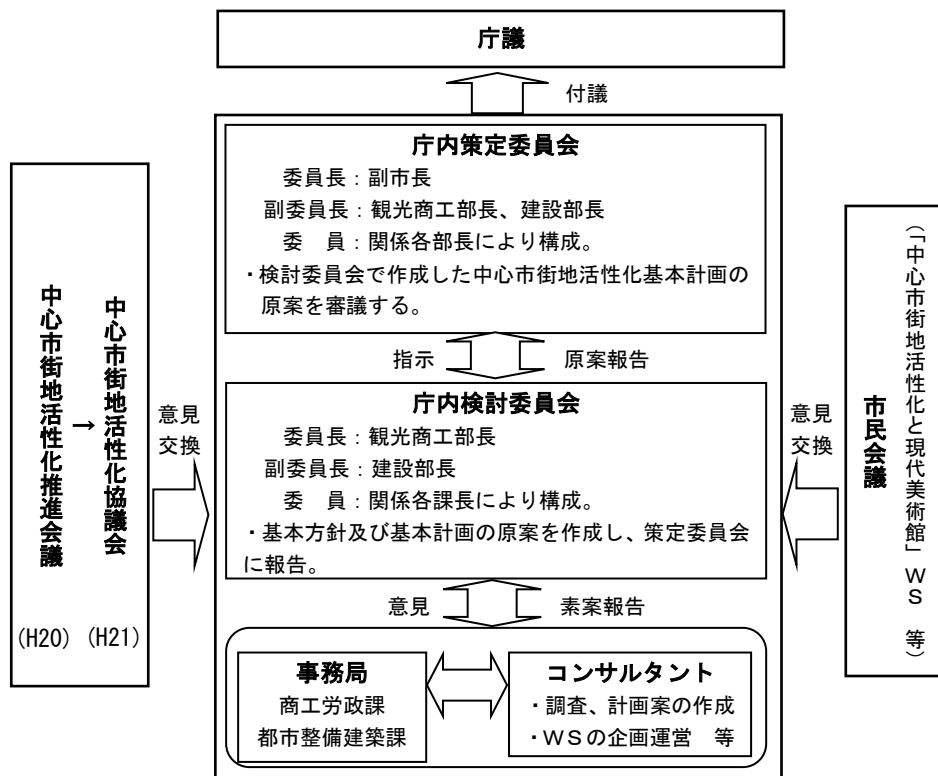 庁議
付議
庁内策定委員会
委員長：副市長
副委員長：観光商工部長、建設部長
委　員：関係各部長により構成。
・検討委員会で作成した中心市街地活性化基本計画の
原案を審議する。
指示　原案報告
庁内検討委員会
委員長：観光商工部長
副委員長：建設部長
委　員：関係各課長により構成。
・基本方針及び基本計画の原案を作成し、策定委員会
に報告。
意見　素案報告
事務局
商工労政課
都市整備建築課
コンサルタント
・調査、計画案の作成
・ＷＳの企画運営　等
中心市街地活性化推進会議
(H20)
→
中心市街地活性化協議会
(H21)
意見
交換
意見
交換
市民会議
（「中心市街地活性化と現代美術館」ＷＳ　等）